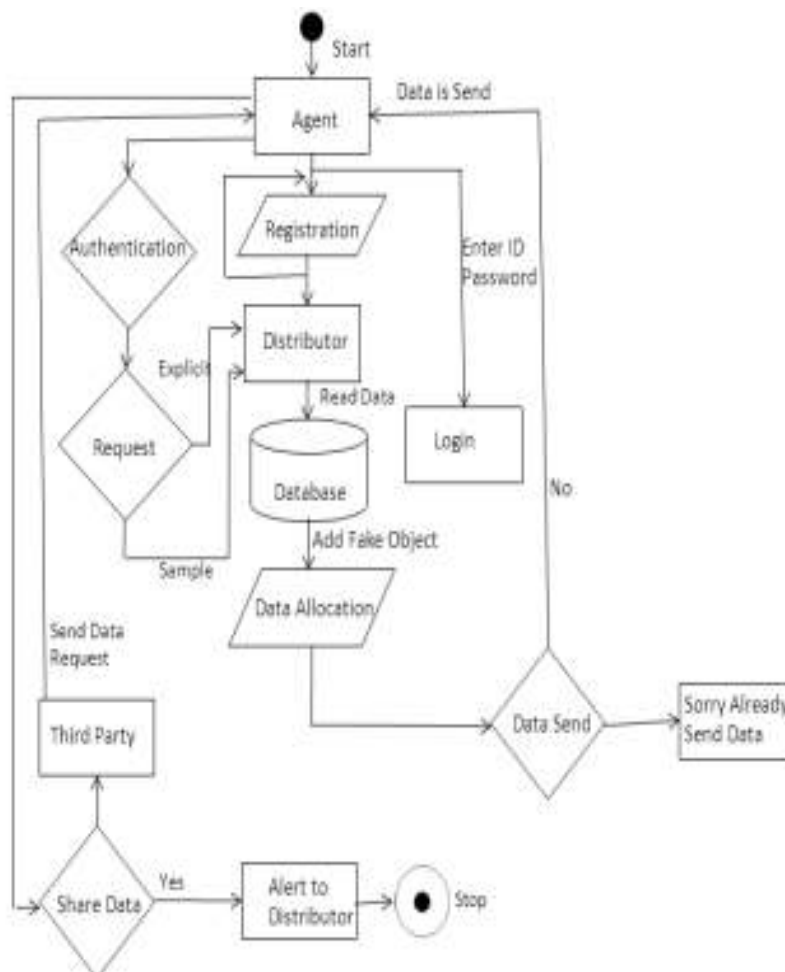 Start
Data is Send
Agent
Registration
Authentication
Enter ID
Password
Distributor
Explicit
Read Data
Request
Login
Database
No
Add Fake Object
Sample
Data Allocation
Send Data
Request
Third Party
Data Send
Sorry Already
Send Data
Yes
Share Data
Alert to
Distributor
Stop